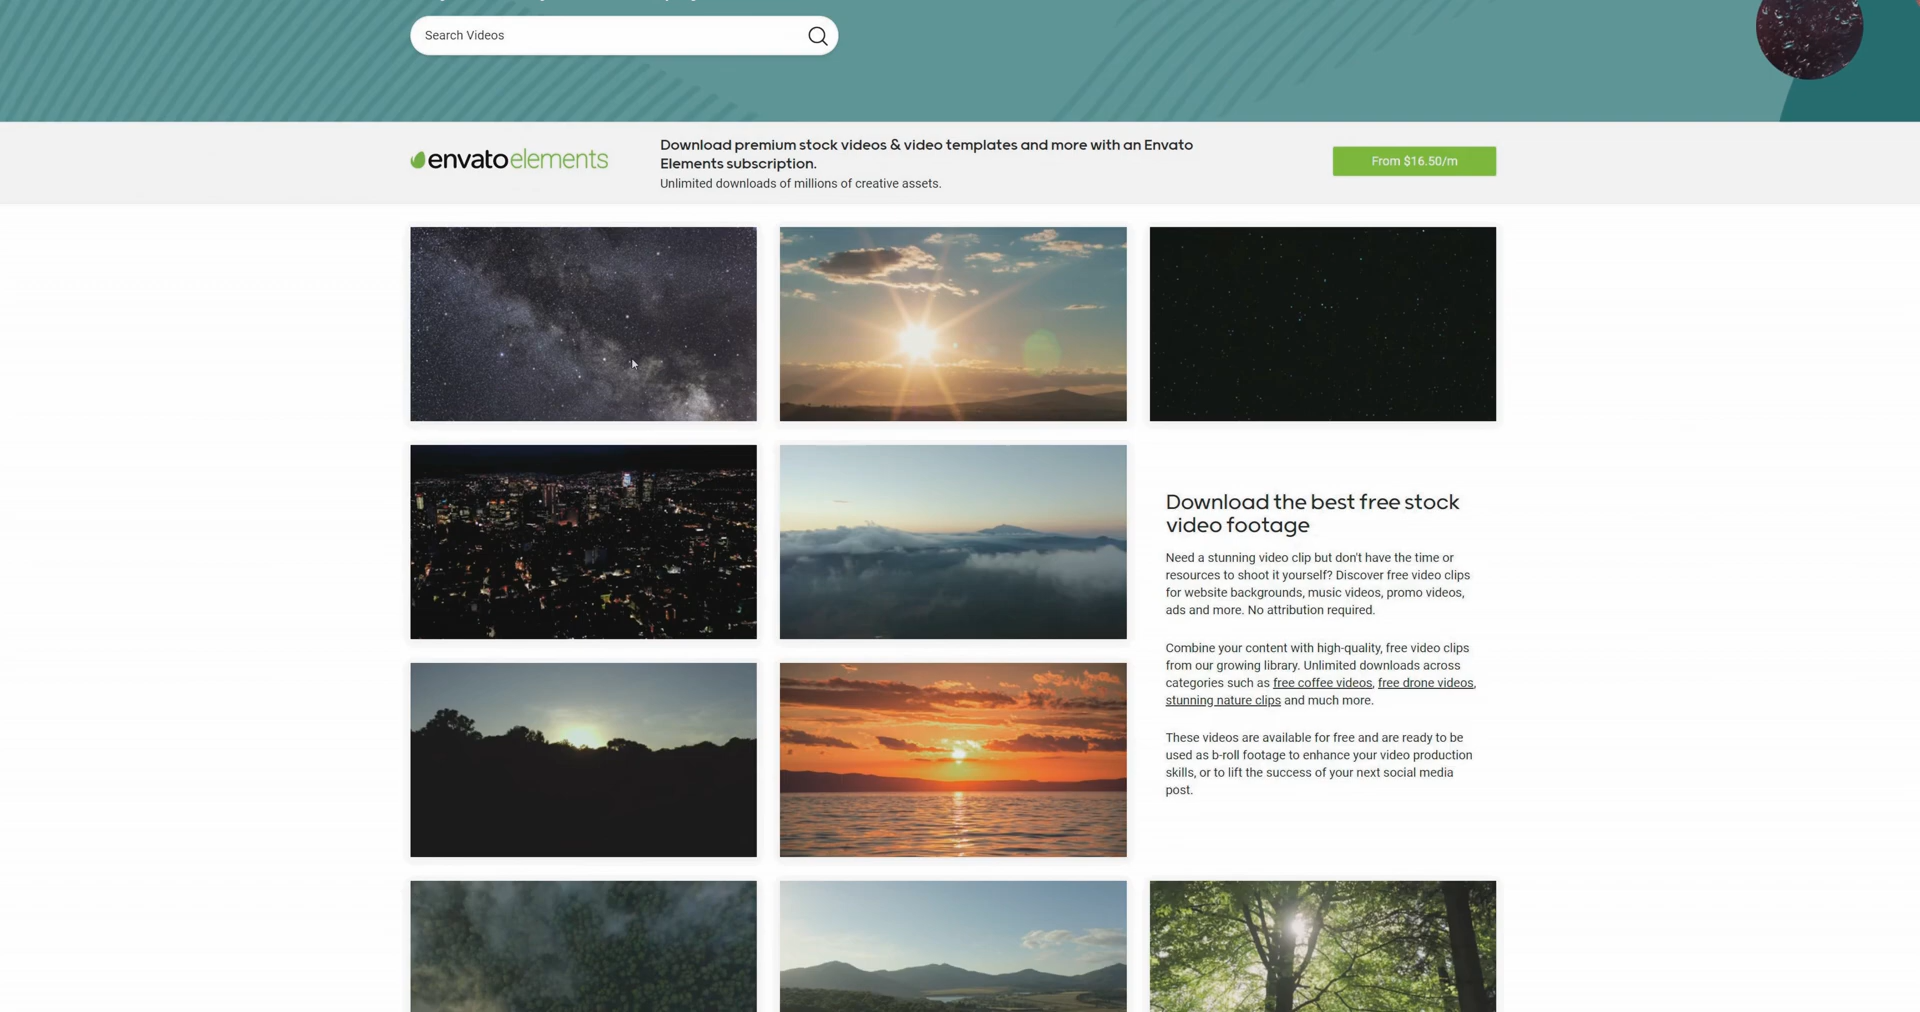 Search Videos
envato elements
Download premium stock videos & video templates and more with an Envato
Elements subscription.
Unlimited downloads of millions of creative assets.
From $16.50/m
Download the best free stock
video footage
Need a stunning video clip but don't have the time or
resources to shoot it yourself? Discover free video clips
for website backgrounds, music videos, promo videos,
ads and more. No attribution required.
Combine your content with high-quality, free video clips
from our growing library. Unlimited downloads across
categories such as free coffee videos, free drone videos,
stunning nature clips and much more.
These videos are available for free and are ready to be
used as b-roll footage to enhance your video production
skills, or to lift the success of your next social media
post.